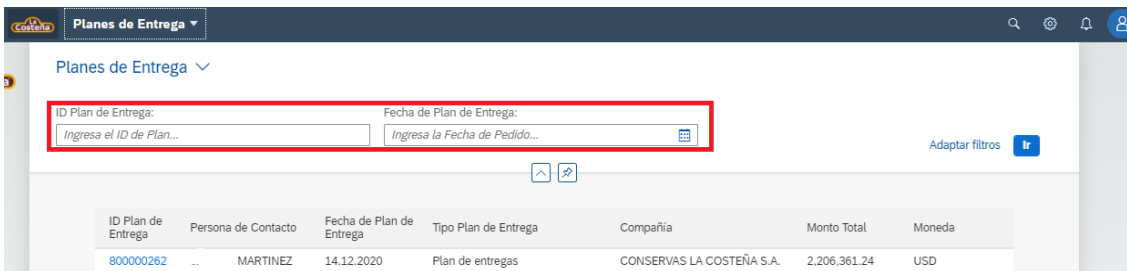 La Costeña Planes de Entrega
Planes de Entrega
ID Plan de Entrega: Fecha de Plan de Entrega:
Ingresa el ID de Plan... Ingresa la Fecha de Pedido...
Adaptar filtros Ir
ID Plan de Entrega Persona de Contacto Fecha de Plan de Entrega Tipo Plan de Entrega Compañía Monto Total Moneda
800000262 ... MARTINEZ 14.12.2020 Plan de entregas CONSERVAS LA COSTEÑA S.A. 2,206,361.24 USD